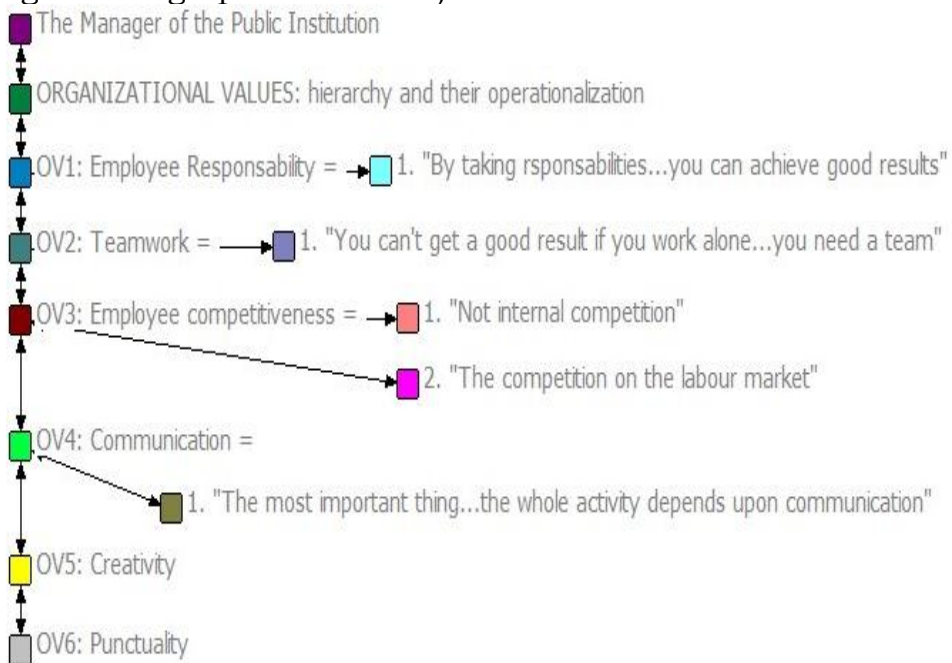 The Manager of the Public Institution
ORGANIZATIONAL VALUES: hierarchy and their operationalization
OV1: Employee Responsability = 1. "By taking rsponsabilities...you can achieve good results"
OV2: Teamwork = 1. "You can't get a good result if you work alone...you need a team"
OV3: Employee competitiveness = 1. "Not internal competition"
2. "The competition on the labour market"
OV4: Communication =
1. "The most important thing...the whole activity depends upon communication"
OV5: Creativity
OV6: Punctuality